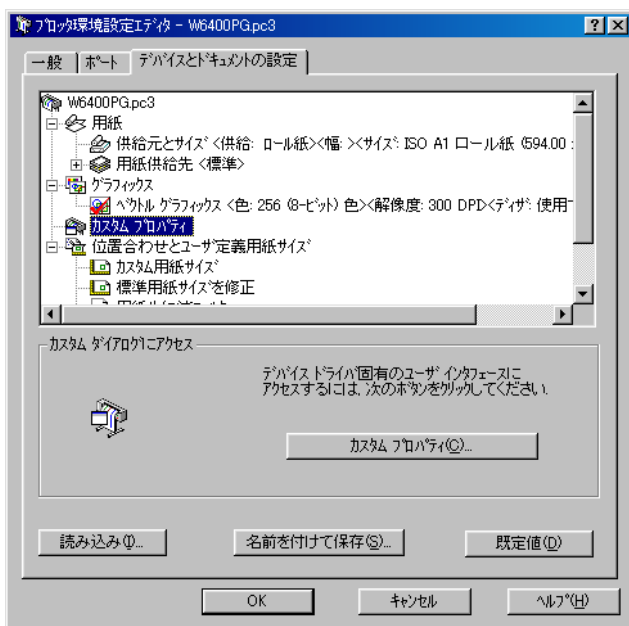 ﾌﾟﾛｯﾀ環境設定ｴﾃﾞｨﾀ - W6400PG.pc3
一般
ﾎﾟｰﾄ
ﾃﾞﾊﾞｲｽとﾄﾞｷｭﾒﾝﾄの設定
W6400PG.pc3
用紙
供給元とｻｲｽﾞ <供給: ﾛｰﾙ紙><幅: ><ｻｲｽﾞ: ISO A1 ロール紙 (594.00 :
用紙供給先 <標準>
ｸﾞﾗﾌｨｯｸｽ
ﾍﾞｸﾄﾙ ｸﾞﾗﾌｨｯｸｽ <色: 256 (8-ﾋﾞｯﾄ) 色><解像度: 300 DPI><ﾃﾞｨｻﾞ: 使用
ｶｽﾀﾑ ﾌﾟﾛﾊﾟﾃｨ
位置合わせとﾕｰｻﾞ定義用紙ｻｲｽﾞ
ｶｽﾀﾑ用紙ｻｲｽﾞ
標準用紙ｻｲｽﾞを修正
ｶｽﾀﾑ ﾀﾞｲｱﾛｸﾞにｱｸｾｽ
ﾃﾞﾊﾞｲｽ ﾄﾞﾗｲﾊﾞ固有のﾕｰｻﾞ ｲﾝﾀﾌｪｰｽに
ｱｸｾｽするには、次のﾎﾞﾀﾝをｸﾘｯｸしてください.
ｶｽﾀﾑ ﾌﾟﾛﾊﾟﾃｨ(C)...
読み込み(I)...
名前を付けて保存(S)...
既定値(D)
OK
ｷｬﾝｾﾙ
ﾍﾙﾌﾟ(H)